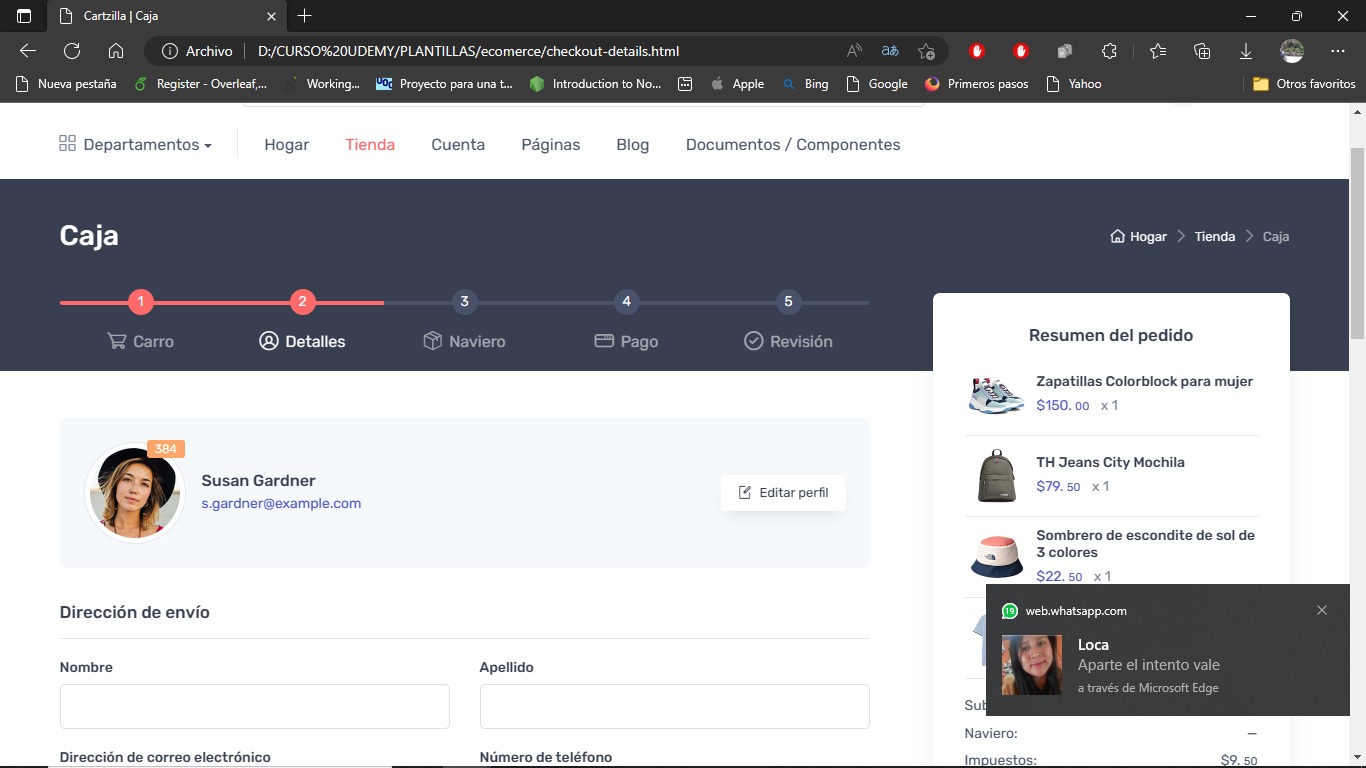 Cartzilla | Caja
Archivo
D:/CURSO%20UDEMY/PLANTILLAS/ecomerce/checkout-details.html
Nueva pestaña
Register - Overleaf,...
Working...
Proyecto para una t...
Introduction to No...
Apple
Bing
Google
Primeros pasos
Yahoo
Otros favoritos
Departamentos
Hogar
Tienda
Cuenta
Páginas
Blog
Documentos / Componentes
Caja
Hogar
Tienda
Caja
1
2
3
4
5
Carro
Detalles
Naviero
Pago
Revisión
384
Susan Gardner
s.gardner@example.com
Editar perfil
Dirección de envío
Nombre
Apellido
Dirección de correo electrónico
Número de teléfono
Resumen del pedido
Zapatillas Colorblock para mujer
$150. 00 x 1
TH Jeans City Mochila
$79. 50 x 1
Sombrero de escondite de sol de
3 colores
$22. 50 x 1
19
web.whatsapp.com
Loca
Aparte el intento vale
a través de Microsoft Edge
Naviero: —
Impuestos: $9. 50